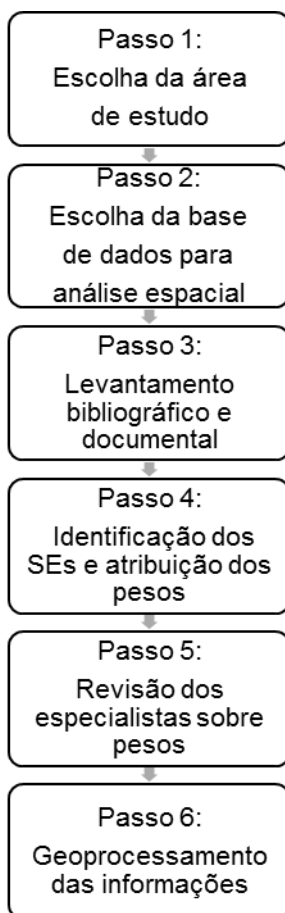 Passo 1:
Escolha da área
de estudo
Passo 2:
Escolha da base
de dados para
análise espacial
Passo 3:
Levantamento
bibliográfico e
documental
Passo 4:
Identificação dos
SEs e atribuição dos
pesos
Passo 5:
Revisão dos
especialistas sobre
pesos
Passo 6:
Geoprocessamento
das informações